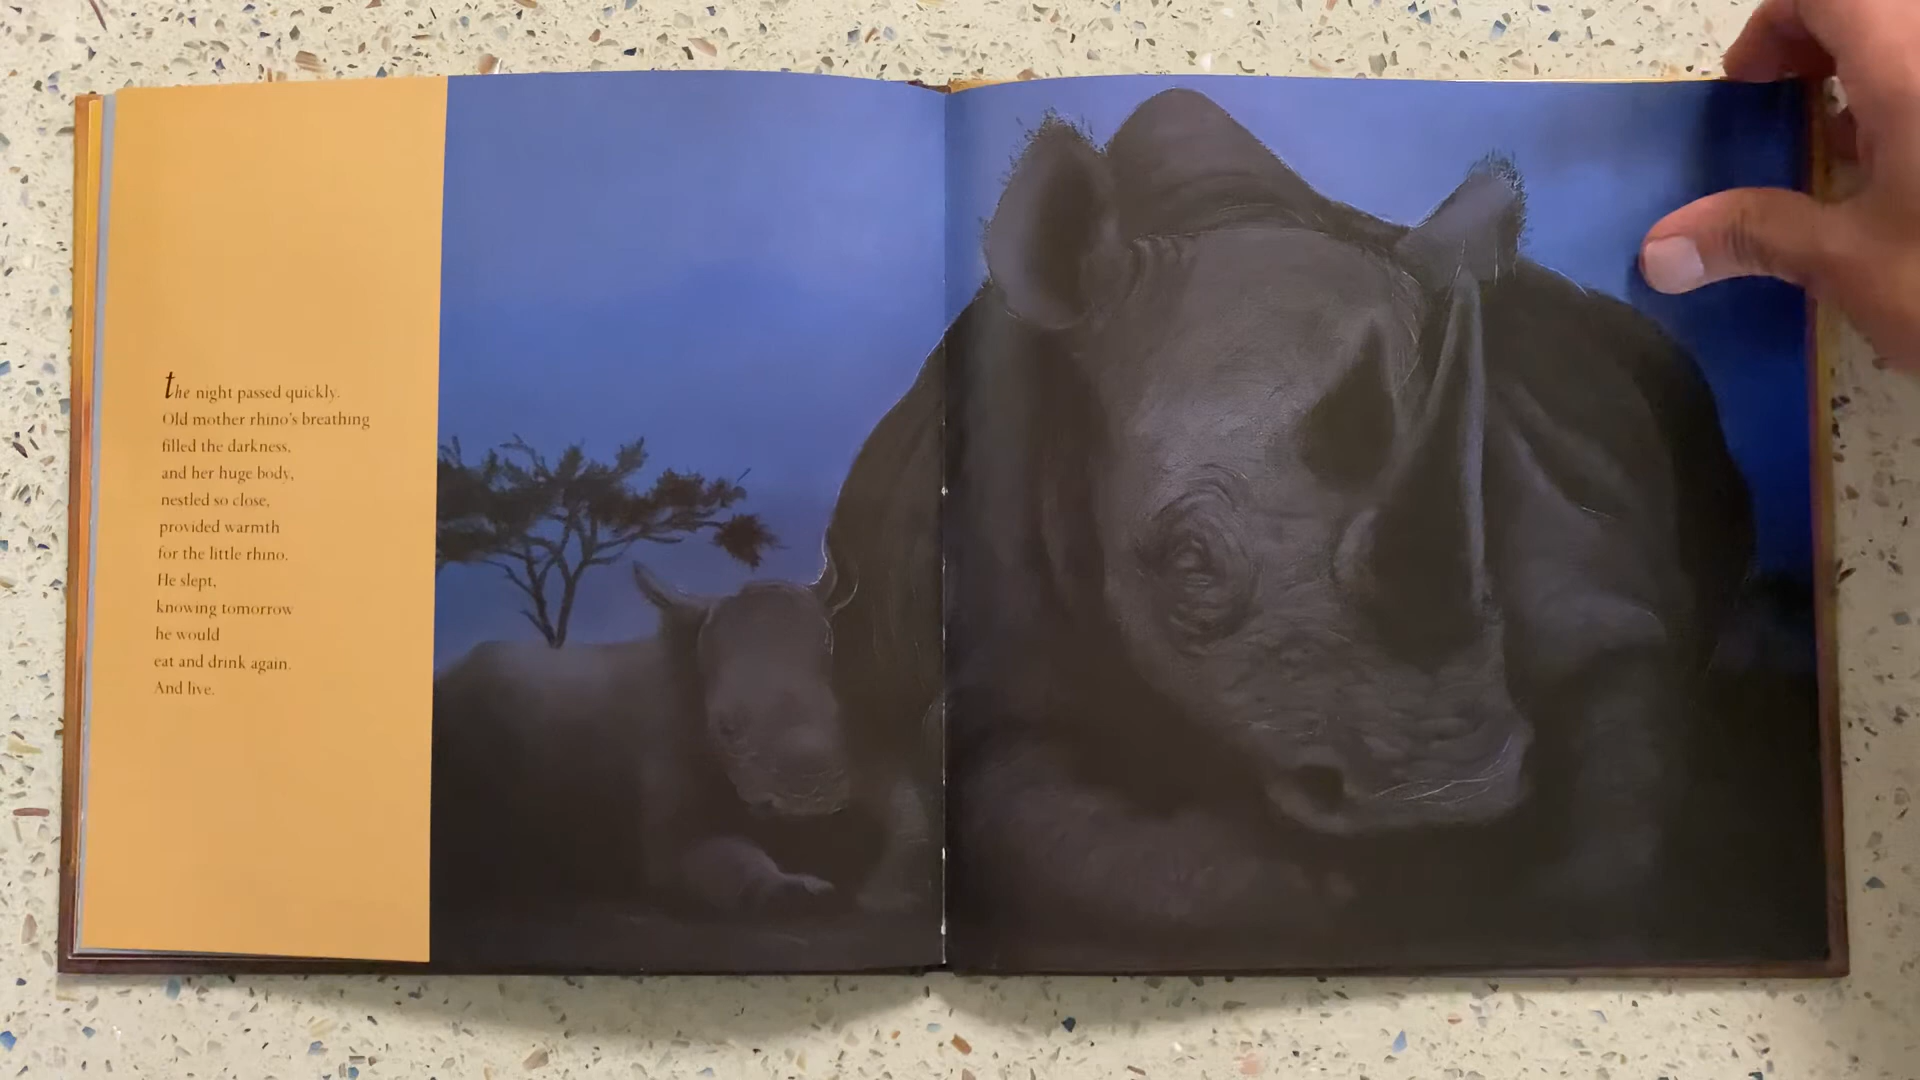 the night passed quickly.
Old mother rhino's breathing
filled the darkness,
and her huge body,
nestled so close,
provided warmth
for the little rhino.
He slept,
knowing tomorrow
he would
eat and drink again.
And live.